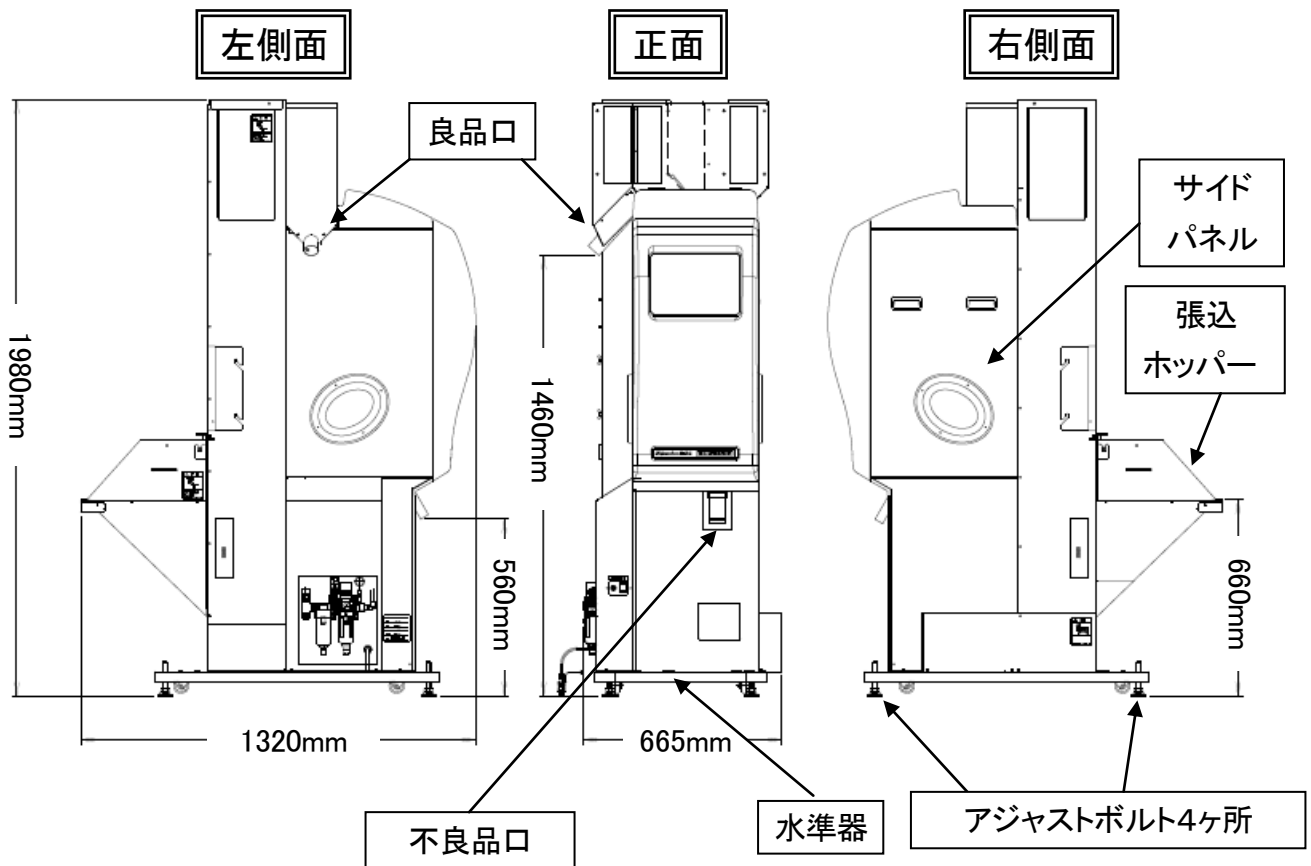 左側面
正面
右側面
良品口
サイド
パネル
張込
ホッパー
1980mm
1460mm
560mm
660mm
1320mm
665mm
不良品口
水準器
アジャストボルト4ヶ所